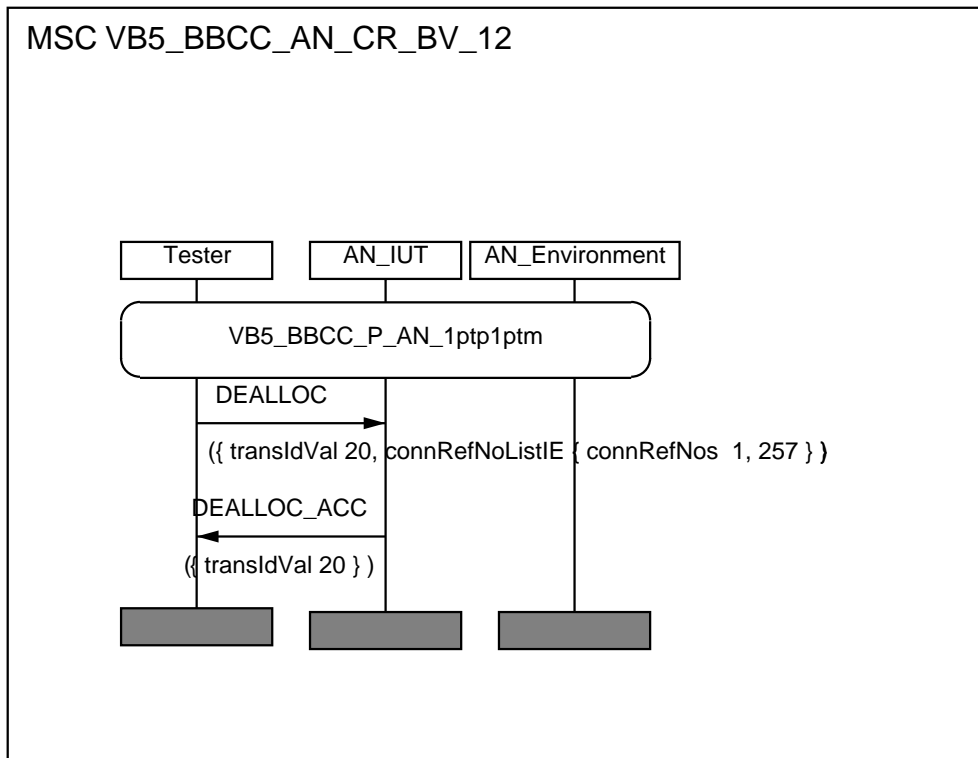 MSC VB5_BBCC_AN_CR_BV_12
Tester AN_IUT AN_Environment
VB5_BBCC_P_AN_1ptp1ptm
DEALLOC
({ transIdVal 20, connRefNoListIE { connRefNos  1, 257 } } )
DEALLOC_ACC
({ transIdVal 20 } )